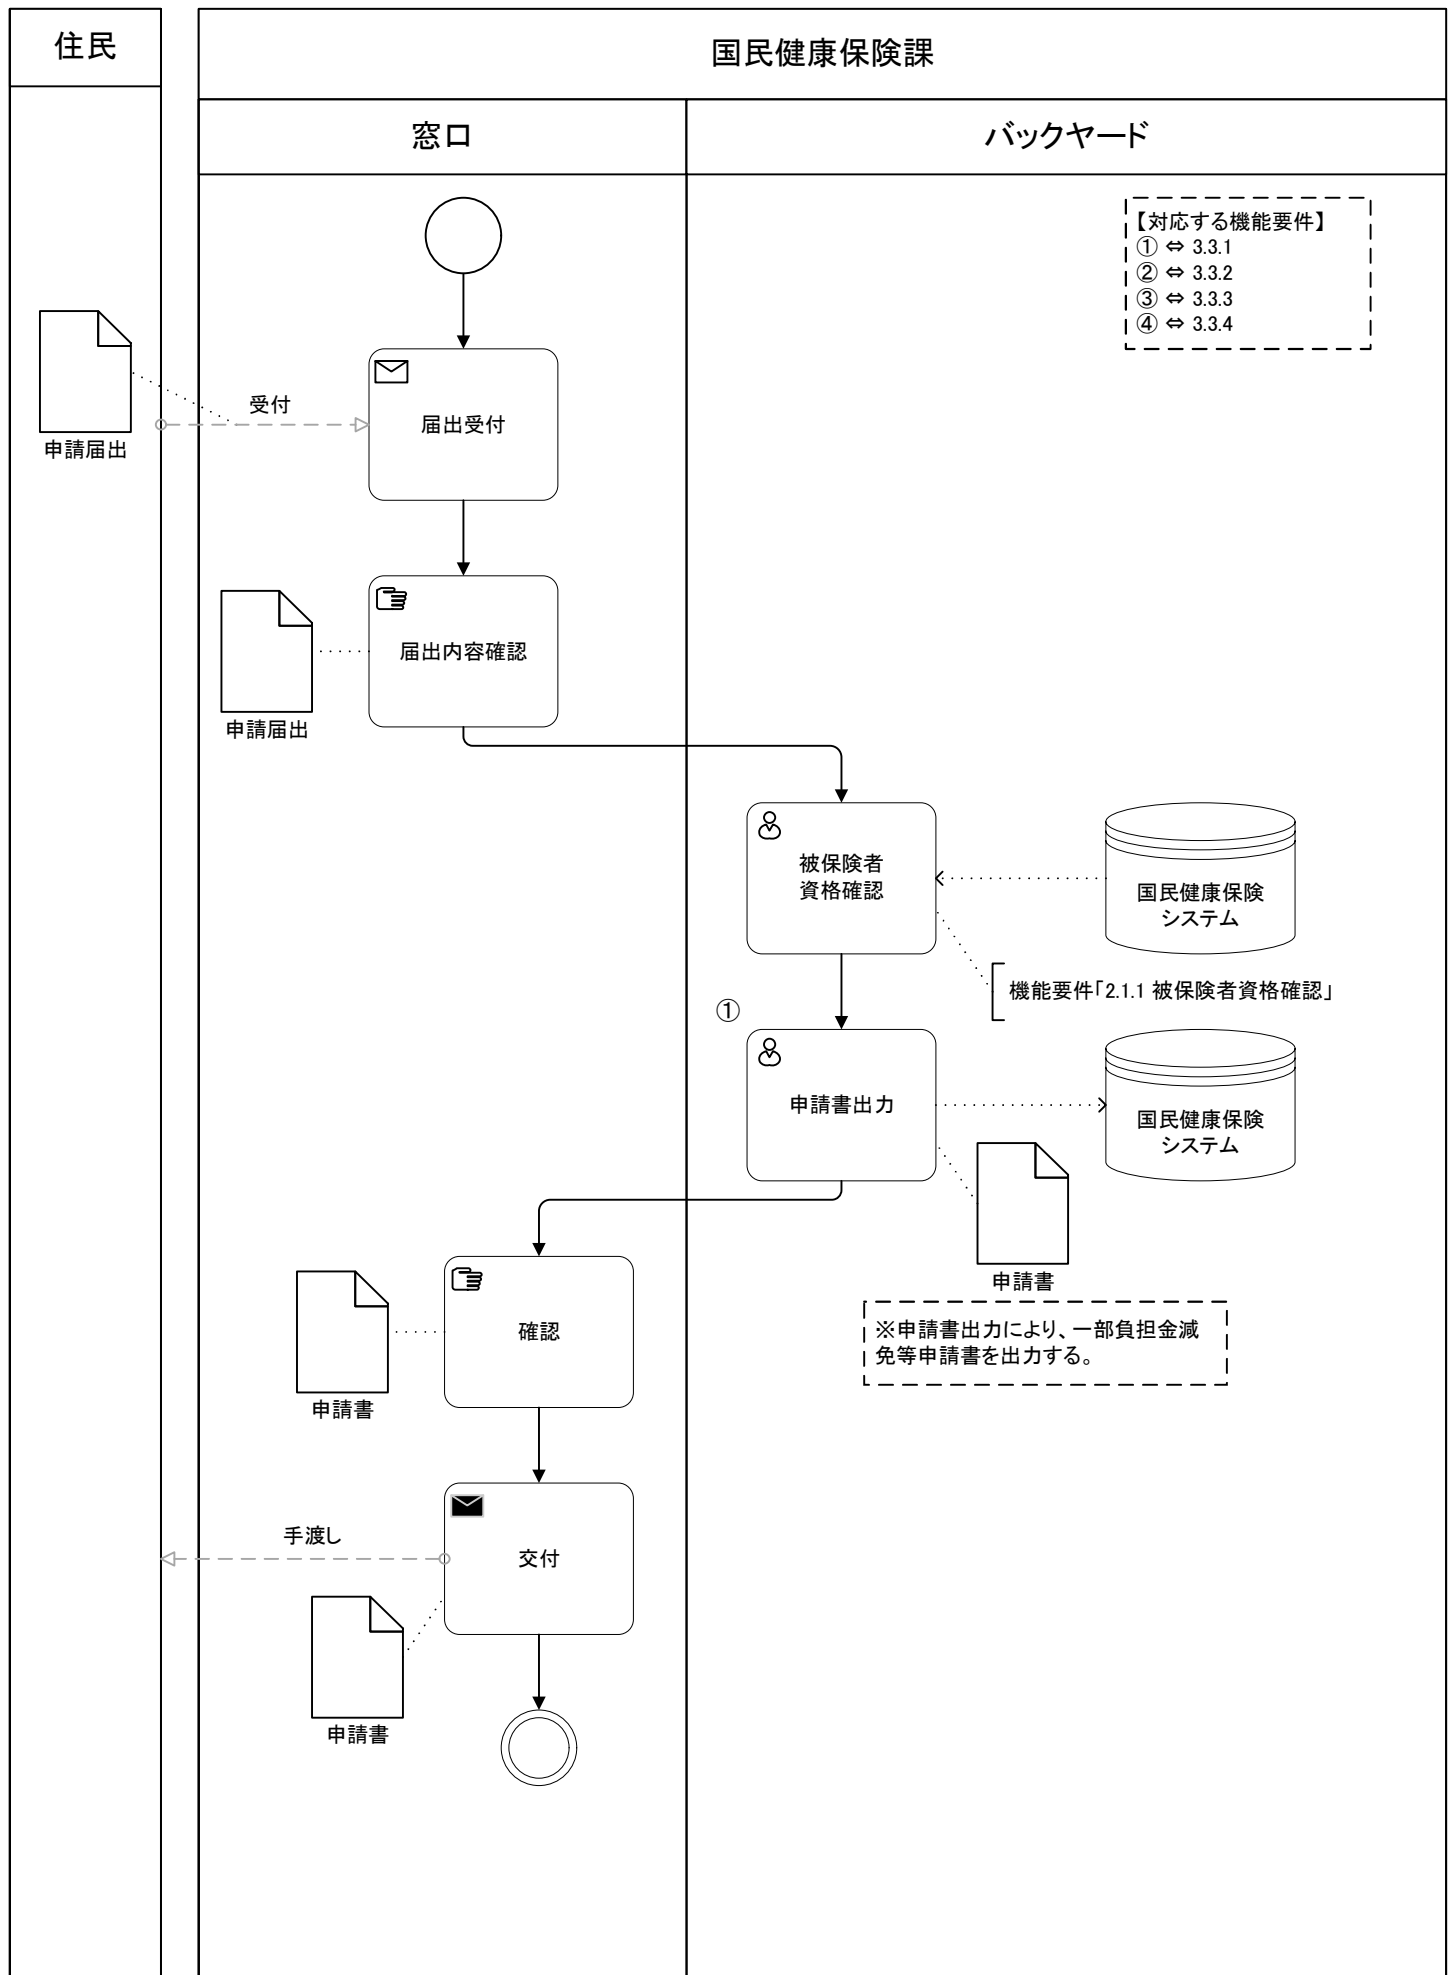 住民
国民健康保険課
窓口
バックヤード
【対応する機能要件】
① ⇔ 3.3.1
② ⇔ 3.3.2
③ ⇔ 3.3.3
④ ⇔ 3.3.4
申請届出
受付
届出受付
届出内容確認
申請届出
被保険者
資格確認
国民健康保険
システム
機能要件「2.1.1 被保険者資格確認」
①
申請書出力
国民健康保険
システム
申請書
※申請書出力により、一部負担金減
免等申請書を出力する。
確認
申請書
手渡し
交付
申請書